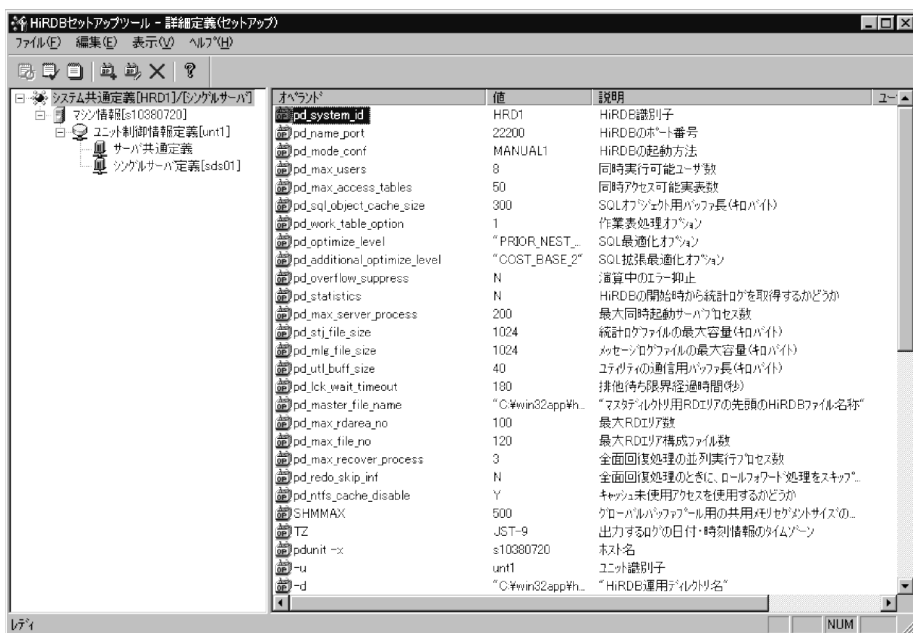 HiRDBセットアップツール - 詳細定義(セットアップ)
ファイル(F) 編集(E) 表示(V) ヘルプ(H)
システム共通定義[HRD1]/[シングルサーバ]
マシン情報[s10380720]
ユニット制御情報定義[unt1]
サーバ共通定義
シングルサーバ定義[sds01]
オペランド 値 説明 ユー
pd_system_id HRD1 HiRDB識別子
pd_name_port 22200 HiRDBのポート番号
pd_mode_conf MANUAL1 HiRDBの起動方法
pd_max_users 8 同時実行可能ユーザ数
pd_max_access_tables 50 同時アクセス可能実表数
pd_sql_object_cache_size 300 SQLオブジェクト用バッファ長(キロバイト)
pd_work_table_option 1 作業表処理オプション
pd_optimize_level "PRIOR_NEST_... SQL最適化オプション
pd_additional_optimize_level "COST_BASE_2" SQL拡張最適化オプション
pd_overflow_suppress N 演算中のエラー抑止
pd_statistics N HiRDBの開始時から統計ログを取得するかどうか
pd_max_server_process 200 最大同時起動サーバプロセス数
pd_stj_file_size 1024 統計ログファイルの最大容量(キロバイト)
pd_mlg_file_size 1024 メッセージログファイルの最大容量(キロバイト)
pd_utl_buff_size 40 ユティリティの通信用バッファ長(キロバイト)
pd_lck_wait_timeout 180 排他待ち限界経過時間(秒)
pd_master_file_name "C:¥win32app¥h... "マスタディレクトリ用RDエリアの先頭のHiRDBファイル名称"
pd_max_rdarea_no 100 最大RDエリア数
pd_max_file_no 120 最大RDエリア構成ファイル数
pd_max_recover_process 3 全面回復処理の並列実行プロセス数
pd_redo_skip_inf N 全面回復処理のときに、ロールフォワード処理をスキップ...
pd_ntfs_cache_disable Y キャッシュ未使用アクセスを使用するかどうか
SHMMAX 500 グローバルバッファプール用の共用メモリセグメントサイズの...
TZ JST-9 出力するログの日付・時刻情報のタイムゾーン
pdunit -x s10380720 ホスト名
-u unt1 ユニット識別子
-d "C:¥win32app¥h... "HiRDB運用ディレクトリ名"
レディ NUM